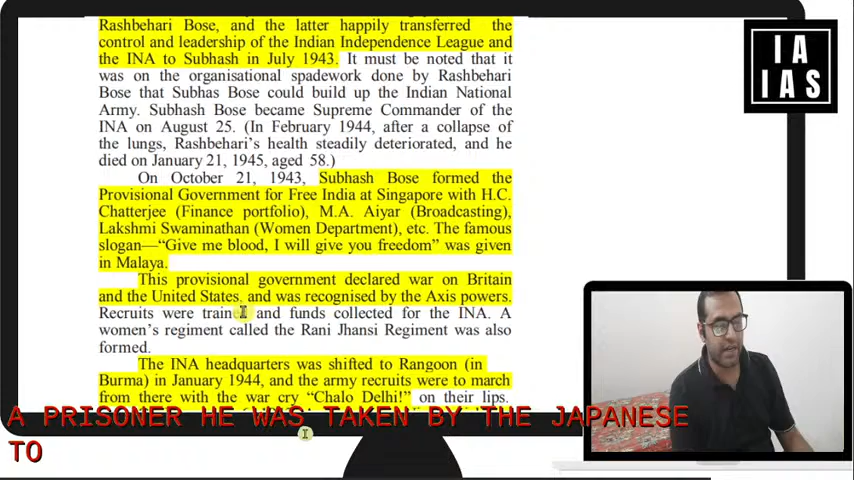 Rashbehari Bose, and the latter happily transferred the
control and leadership of the Indian Independence League and
the INA to Subhash in July 1943. It must be noted that it
was on the organisational spadework done by Rashbehari
Bose that Subhas Bose could build up the Indian National
Army. Subhash Bose became Supreme Commander of the
INA on August 25. (In February 1944, after a collapse of
the lungs, Rashbehari's health steadily deteriorated, and he
died on January 21, 1945, aged 58.)
On October 21, 1943, Subhash Bose formed the
Provisional Government for Free India at Singapore with H.C.
Chatterjee (Finance portfolio), M.A. Aiyar (Broadcasting),
Lakshmi Swaminathan (Women Department), etc. The famous
slogan—“Give me blood, I will give you freedom” was given
in Malaya.
This provisional government declared war on Britain
and the United States, and was recognised by the Axis powers.
Recruits were trained and funds collected for the INA. A
women's regiment called the Rani Jhansi Regiment was also
formed.
The INA headquarters was shifted to Rangoon (in
Burma) in January 1944, and the army recruits were to march
from there with the war cry “Chalo Delhi!” on their lips.
A PRISONER HE WAS TAKEN BY THE JAPANESE
TO
IA
IAS